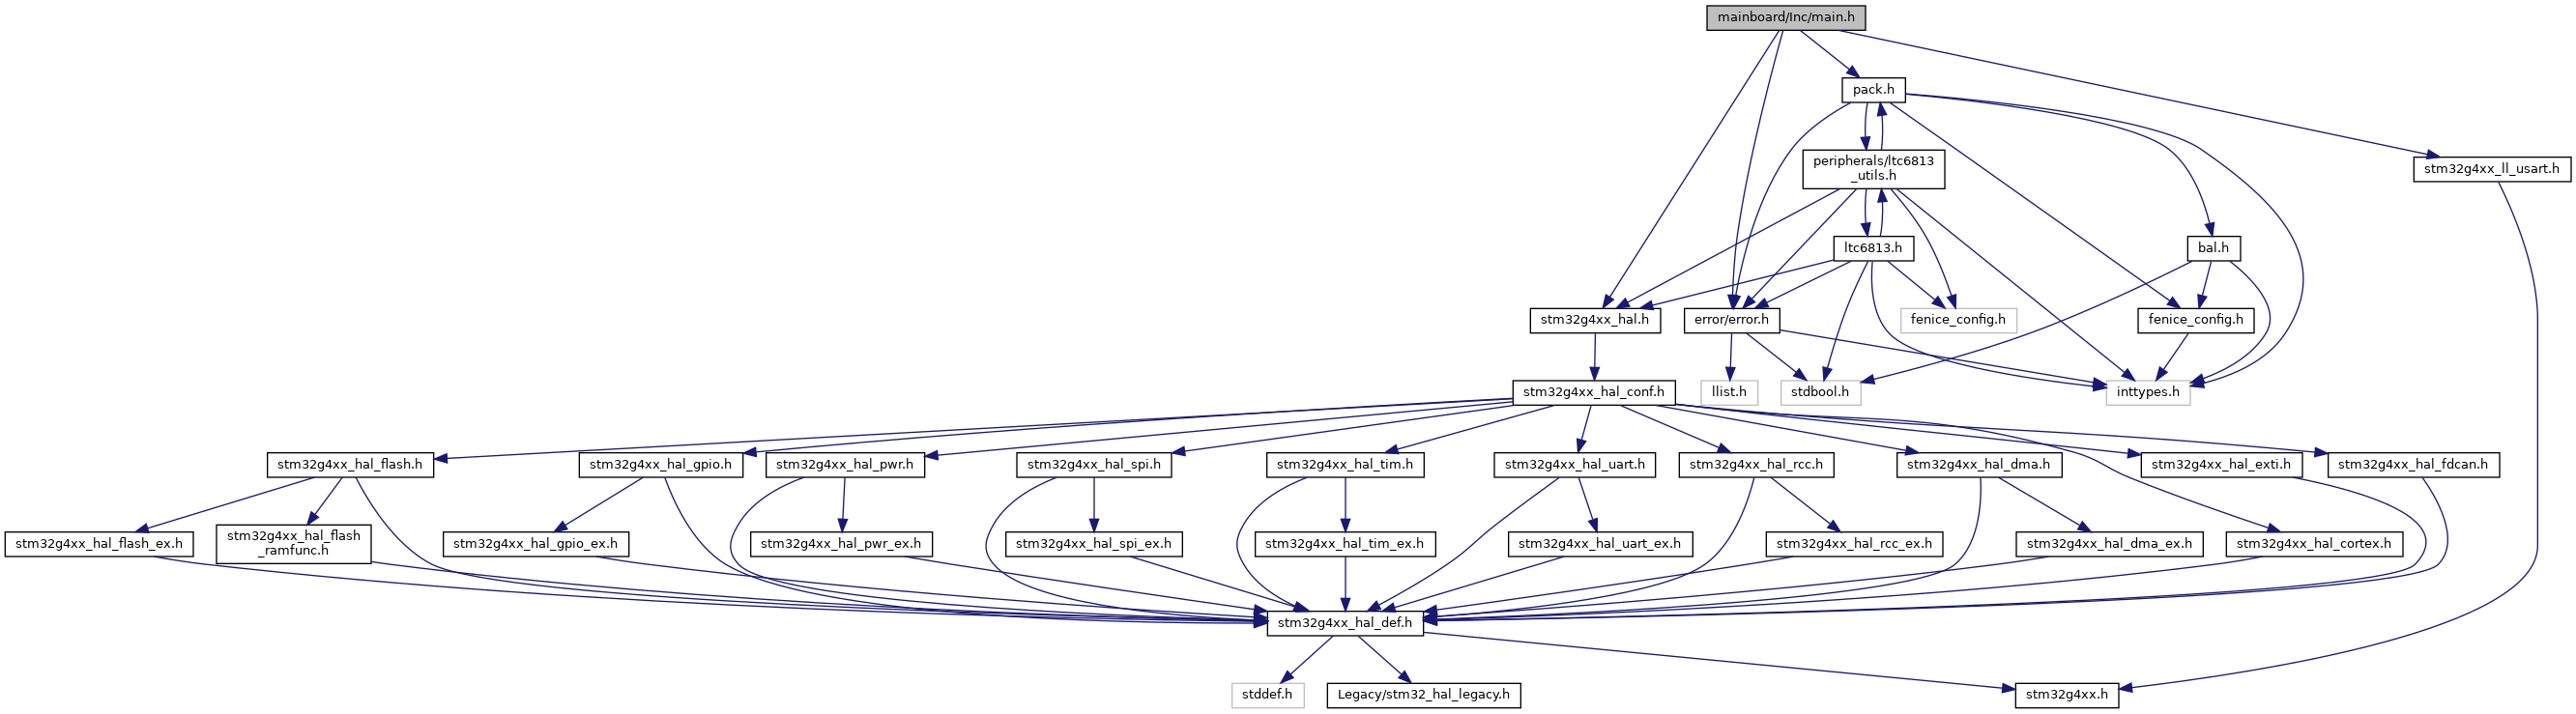 mainboard/Inc/main.h
pack.h
peripherals/ltc6813
_utils.h
stm32g4xx_ll_usart.h
ltc6813.h
bal.h
stm32g4xx_hal.h
error/error.h
fenice_config.h
fenice_config.h
stm32g4xx_hal_conf.h
llist.h
stdbool.h
inttypes.h
stm32g4xx_hal_flash.h
stm32g4xx_hal_gpio.h
stm32g4xx_hal_pwr.h
stm32g4xx_hal_spi.h
stm32g4xx_hal_tim.h
stm32g4xx_hal_uart.h
stm32g4xx_hal_rcc.h
stm32g4xx_hal_dma.h
stm32g4xx_hal_exti.h
stm32g4xx_hal_fdcan.h
stm32g4xx_hal_flash_ex.h
stm32g4xx_hal_flash
_ramfunc.h
stm32g4xx_hal_gpio_ex.h
stm32g4xx_hal_pwr_ex.h
stm32g4xx_hal_spi_ex.h
stm32g4xx_hal_tim_ex.h
stm32g4xx_hal_uart_ex.h
stm32g4xx_hal_rcc_ex.h
stm32g4xx_hal_dma_ex.h
stm32g4xx_hal_cortex.h
stm32g4xx_hal_def.h
stddef.h
Legacy/stm32_hal_legacy.h
stm32g4xx.h